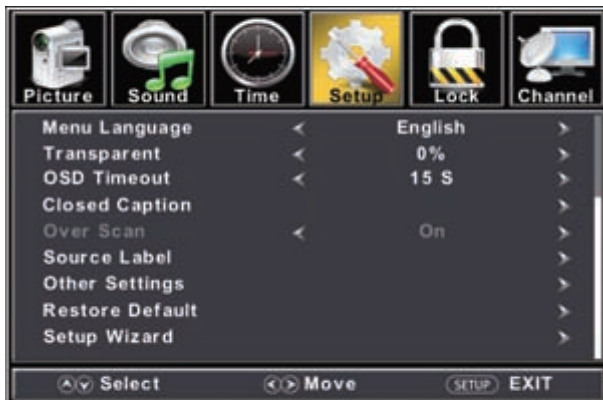 Picture Sound Time Setup Lock Channel
Menu Language English
Transparent 0%
OSD Timeout 15 S
Closed Caption
Over Scan On
Source Label
Other Settings
Restore Default
Setup Wizard
Select Move SETUP EXIT